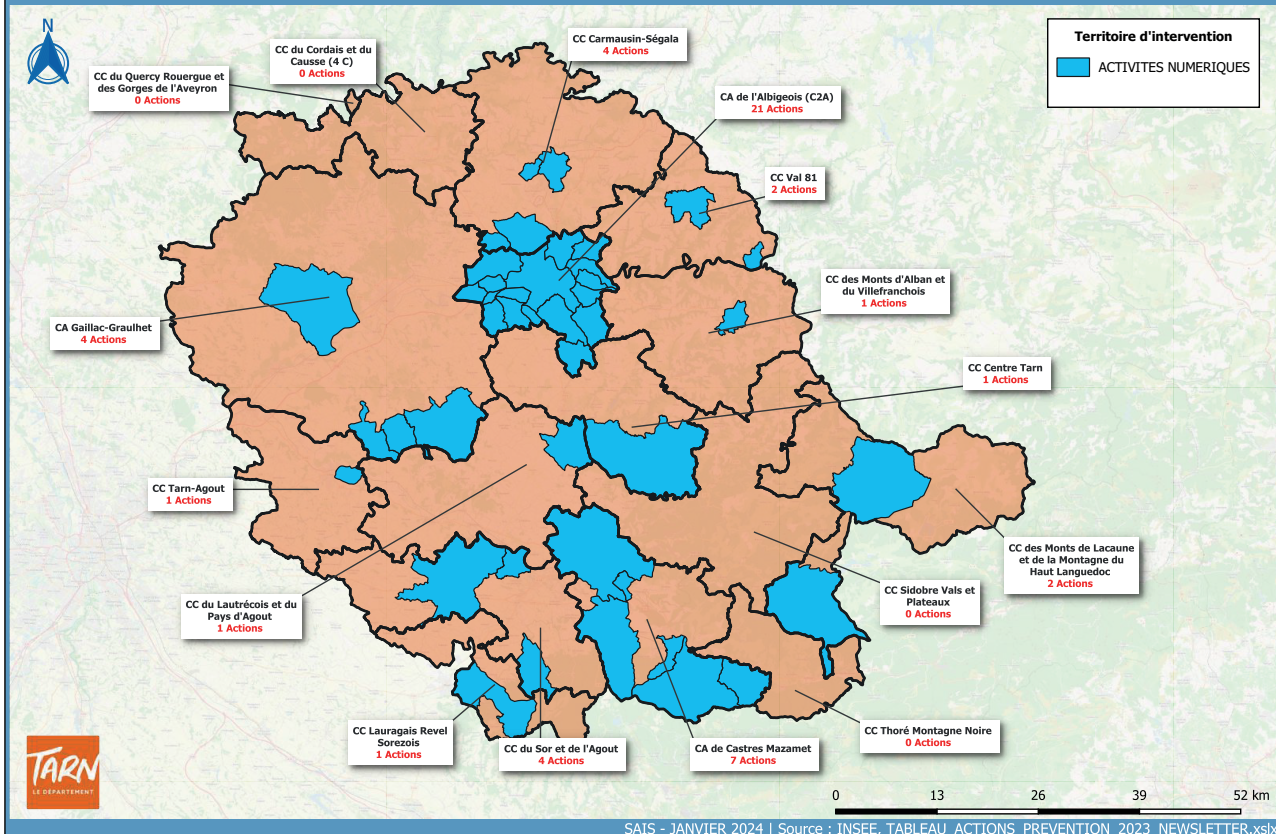 N
CC du Cordais et du
Causse (4 C)
0 Actions
CC Carmausin-Ségala
4 Actions
Territoire d'intervention
ACTIVITES NUMERIQUES
CC du Quercy Rouergue et
des Gorges de l'Aveyron
0 Actions
CA de l'Albigeois (C2A)
21 Actions
CC Val 81
2 Actions
CC des Monts d'Alban et
du Villefranchois
1 Actions
CA Gaillac-Graulhet
4 Actions
CC Centre Tarn
1 Actions
CC Tarn-Agout
1 Actions
CC des Monts de Lacaune
et de la Montagne du
Haut Languedoc
2 Actions
CC Sidobre Vals et
Plateaux
0 Actions
CC du Lautrécois et du
Pays d'Agout
1 Actions
CC Lauragais Revel
Sorezois
1 Actions
CC du Sor et de l'Agout
4 Actions
CA de Castres Mazamet
7 Actions
CC Thoré Montagne Noire
0 Actions
TARN
LE DÉPARTEMENT
0 13 26 39 52 km
SAIS - JANVIER 2024 | Source : INSEE, TABLEAU_ACTIONS_PREVENTION_2023_NEWSLETTER.xslx